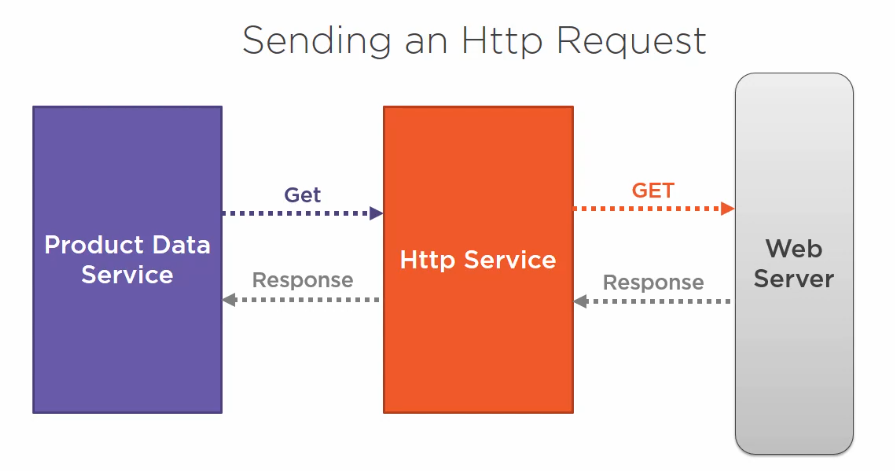 Sending an Http Request
Get
GET
Product Data
Service
Http Service
Web
Server
Response
Response